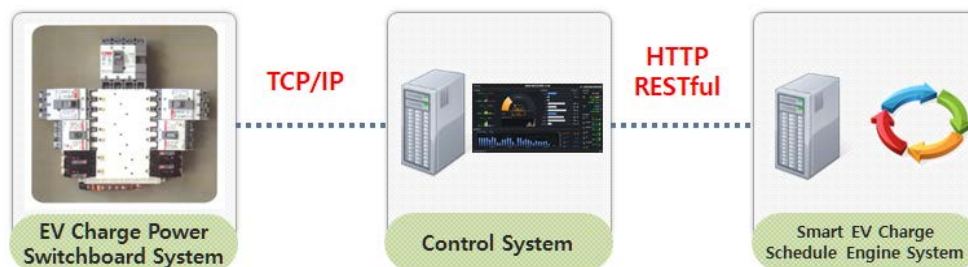 TCP/IP
HTTP
RESTful
EV Charge Power
Switchboard System
Control System
Smart EV Charge
Schedule Engine System